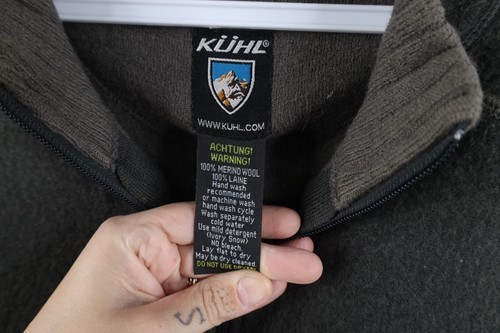 KÜHL®
WWW.KUHL.COM
ACHTUNG!
WARNING!
100% MERINO WOOL
100% LAINE
Hand wash
recommended
or machine wash
hand wash cycle
Wash separately
cold water
Use mild detergent
(Ivory Snow)
NO bleach.
Lay flat to dry
May be dry cleaned.
DO NOT USE DRYER